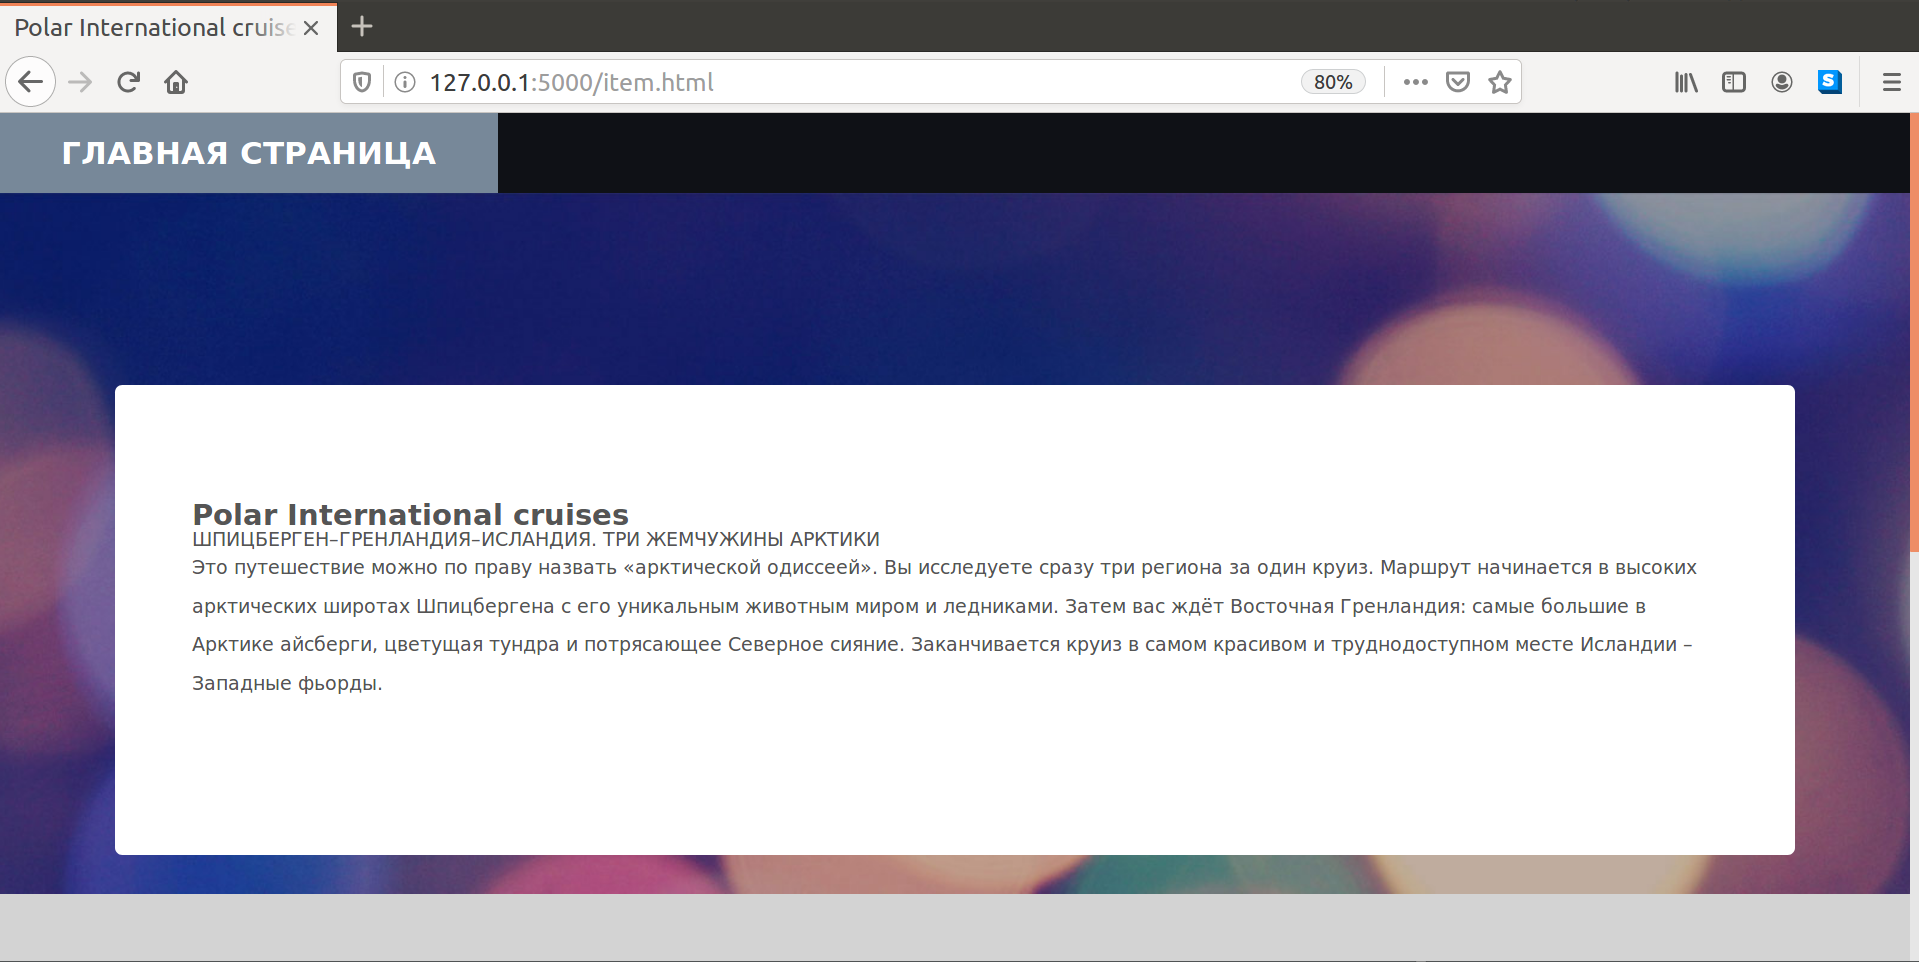 Polar International cruise
127.0.0.1:5000/item.html
80%
S
ГЛАВНАЯ СТРАНИЦА
Polar International cruises
ШПИЦБЕРГЕН–ГРЕНЛАНДИЯ–ИСЛАНДИЯ. ТРИ ЖЕМЧУЖИНЫ АРКТИКИ
Это путешествие можно по праву назвать «арктической одиссеей». Вы исследуете сразу три региона за один круиз. Маршрут начинается в высоких
арктических широтах Шпицбергена с его уникальным животным миром и ледниками. Затем вас ждёт Восточная Гренландия: самые большие в
Арктике айсберги, цветущая тундра и потрясающее Северное сияние. Заканчивается круиз в самом красивом и труднодоступном месте Исландии –
Западные фьорды.